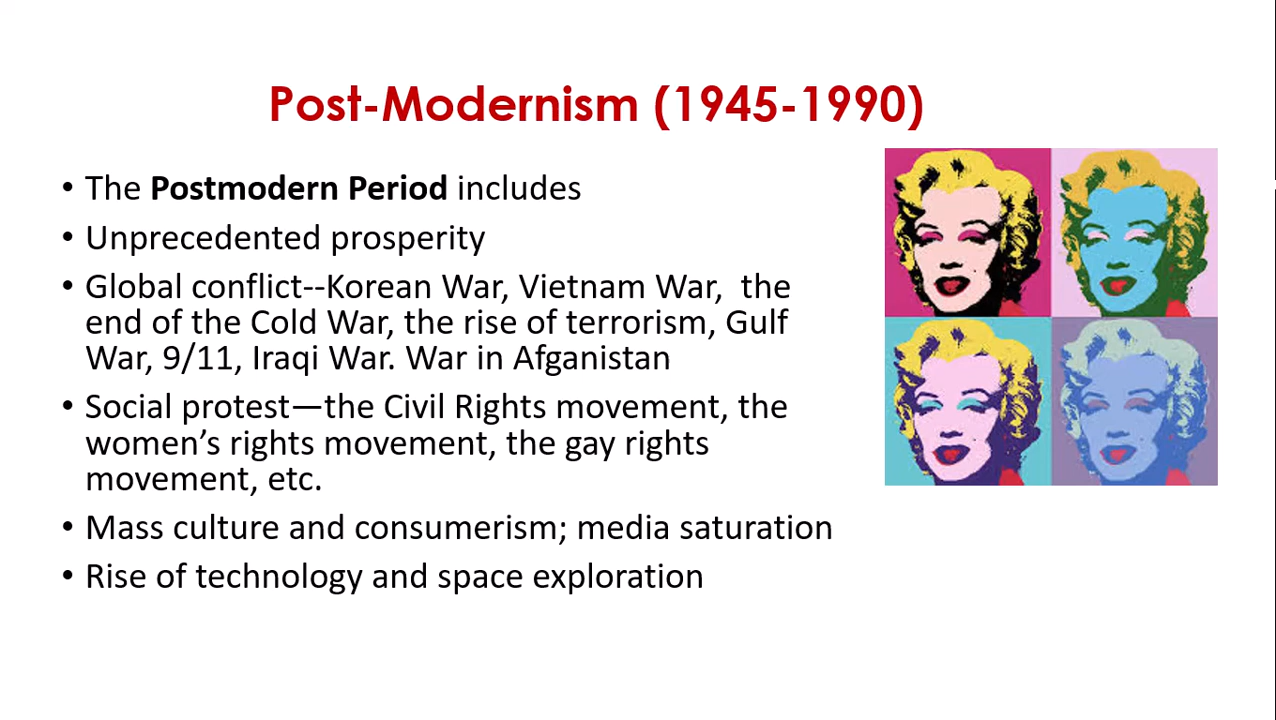 Post-Modernism (1945-1990)
• The Postmodern Period includes
• Unprecedented prosperity
• Global conflict--Korean War, Vietnam War,  the
end of the Cold War, the rise of terrorism, Gulf
War, 9/11, Iraqi War. War in Afganistan
• Social protest—the Civil Rights movement, the
women’s rights movement, the gay rights
movement, etc.
• Mass culture and consumerism; media saturation
• Rise of technology and space exploration